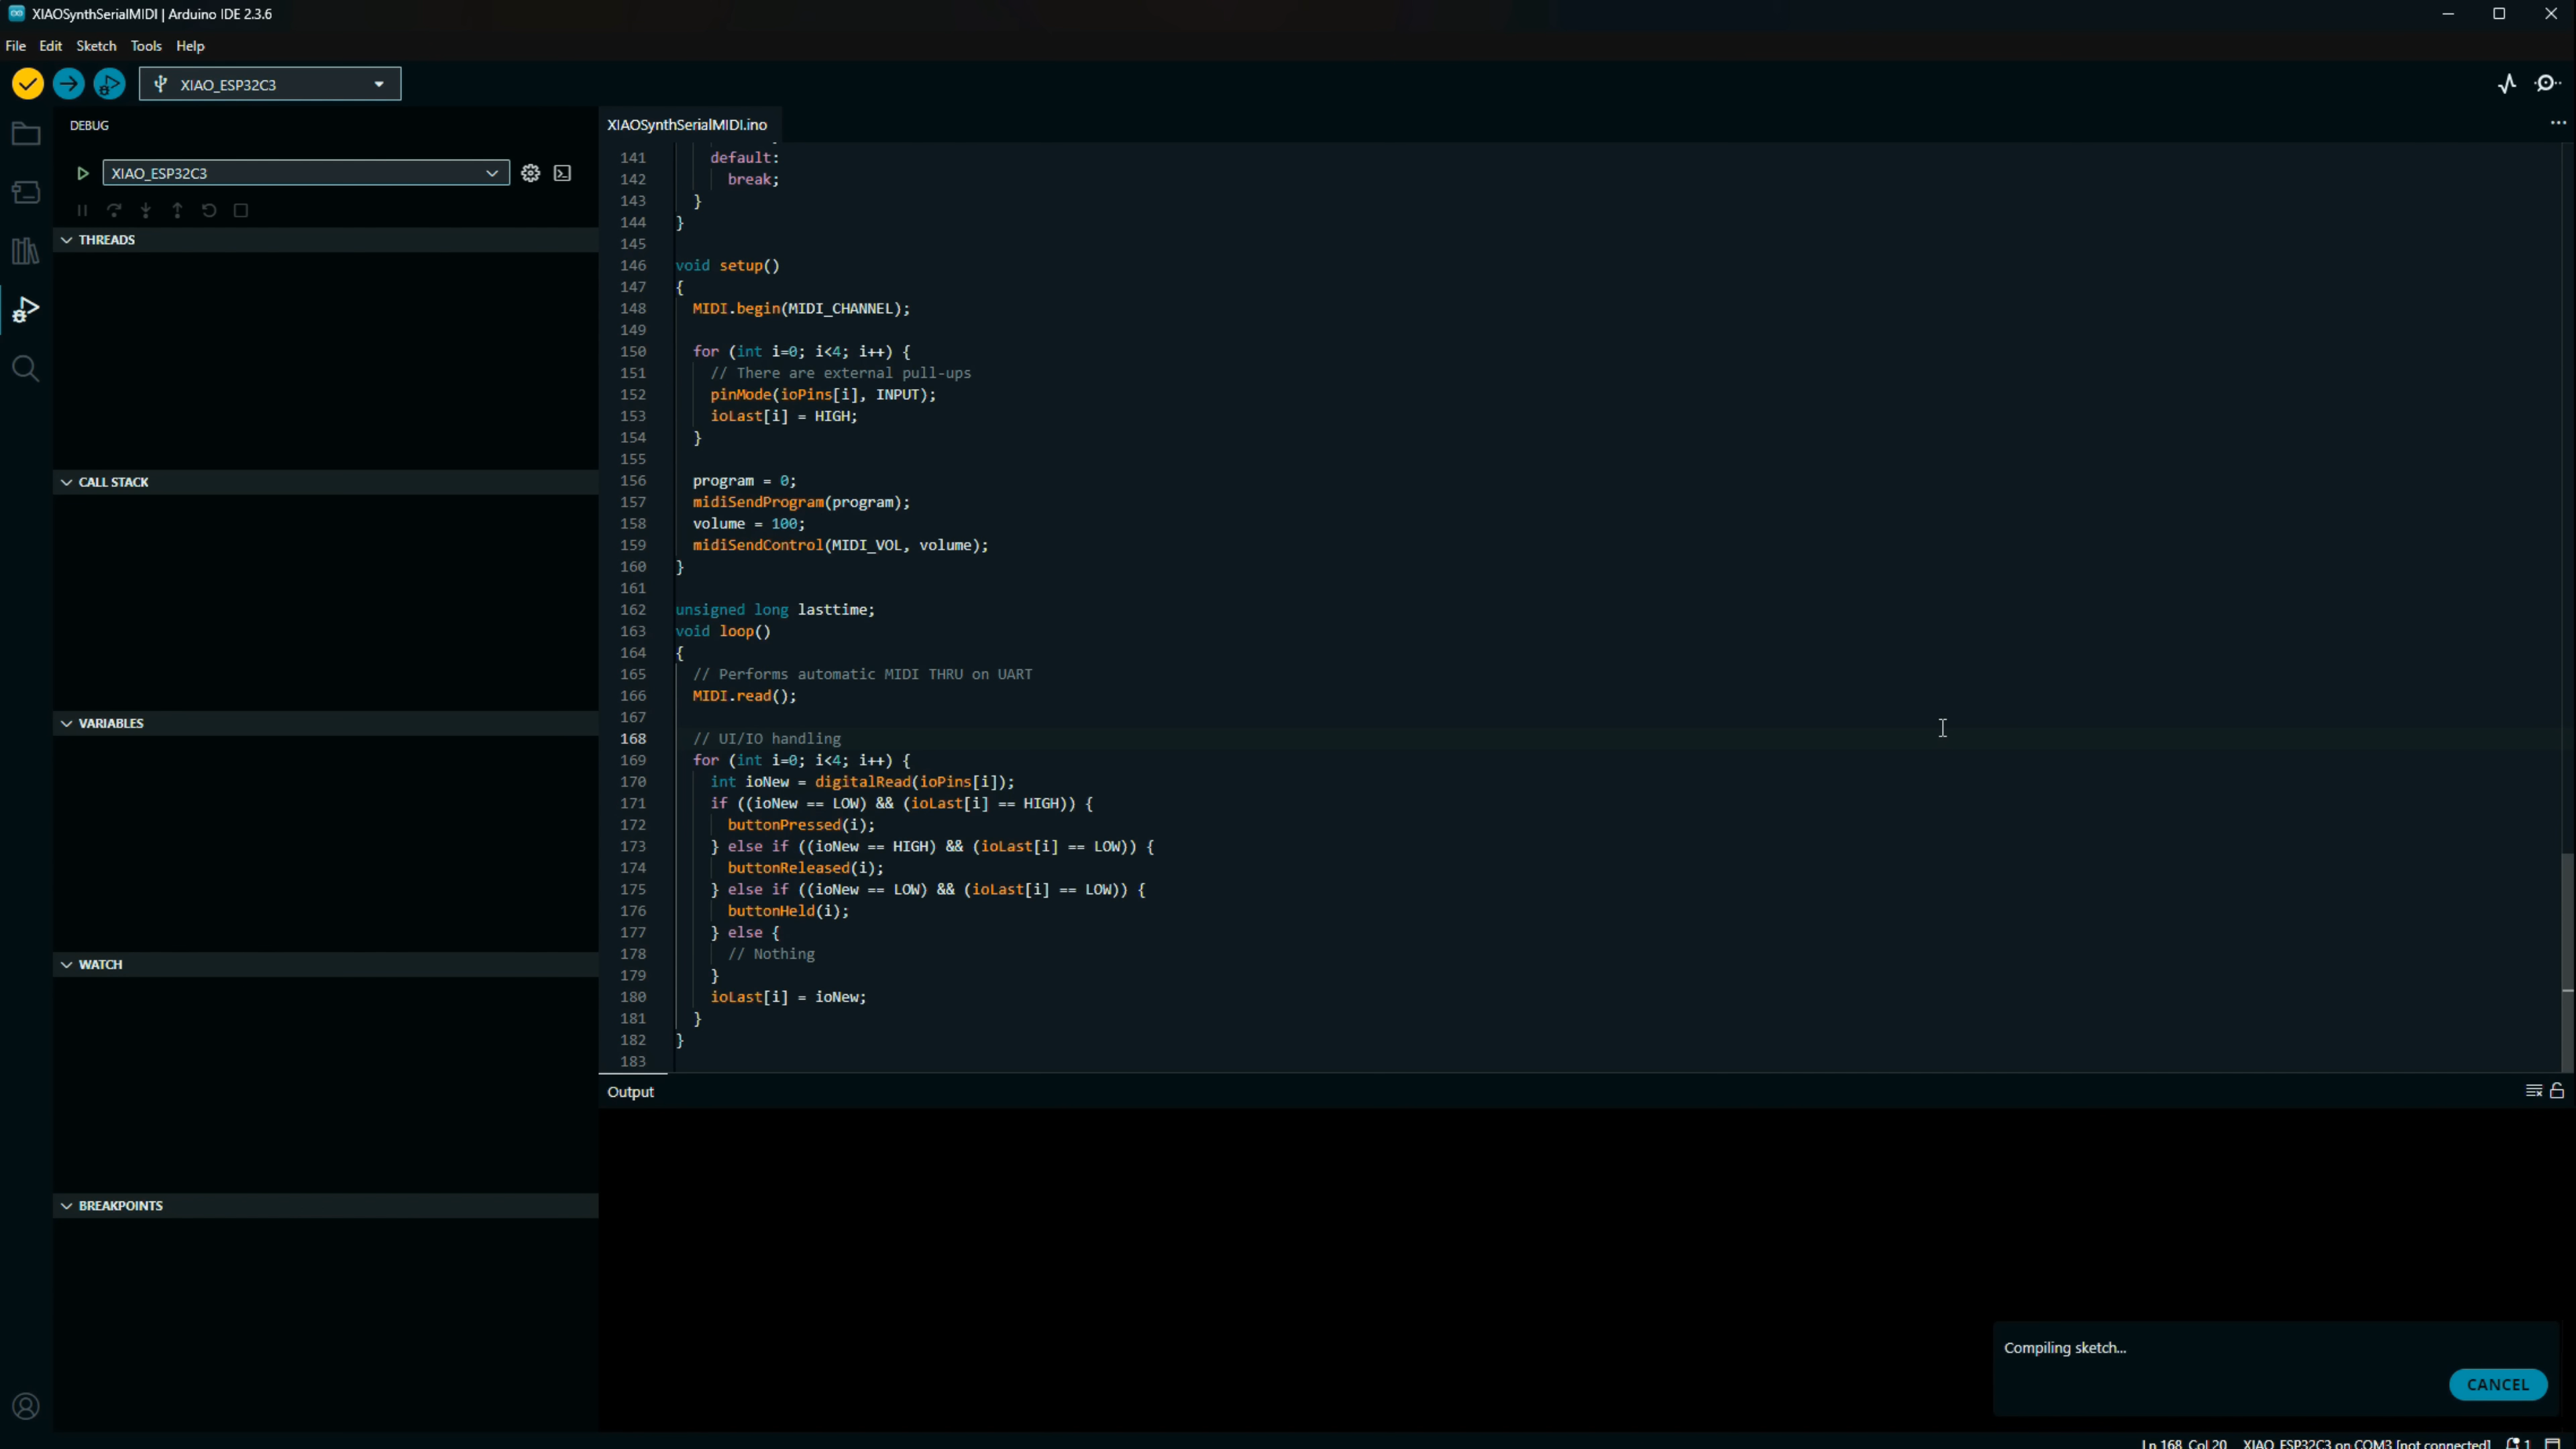 XIAOSynthSerialMIDI | Arduino IDE 2.3.6
File Edit Sketch Tools Help
XIAO_ESP32C3
DEBUG
XIAO_ESP32C3
THREADS
CALL STACK
VARIABLES
WATCH
BREAKPOINTS
XIAOSynthSerialMIDI.ino
141 default:
142 break;
143 }
144 }
145
146 void setup()
147 {
148 MIDI.begin(MIDI_CHANNEL);
149
150 for (int i=0; i<4; i++) {
151 // There are external pull-ups
152 pinMode(ioPins[i], INPUT);
153 ioLast[i] = HIGH;
154 }
155
156 program = 0;
157 midiSendProgram(program);
158 volume = 100;
159 midiSendControl(MIDI_VOL, volume);
160 }
161
162 unsigned long lasttime;
163 void loop()
164 {
165 // Performs automatic MIDI THRU on UART
166 MIDI.read();
167
168 // UI/IO handling
169 for (int i=0; i<4; i++) {
170 int ioNew = digitalRead(ioPins[i]);
171 if ((ioNew == LOW) && (ioLast[i] == HIGH)) {
172 buttonPressed(i);
173 } else if ((ioNew == HIGH) && (ioLast[i] == LOW)) {
174 buttonReleased(i);
175 } else if ((ioNew == LOW) && (ioLast[i] == LOW)) {
176 buttonHeld(i);
177 } else {
178 // Nothing
179 }
180 ioLast[i] = ioNew;
181 }
182 }
183
Output
Compiling sketch...
CANCEL
Ln 168, Col 20 XIAO_ESP32C3 on COM3 [not connected] 1